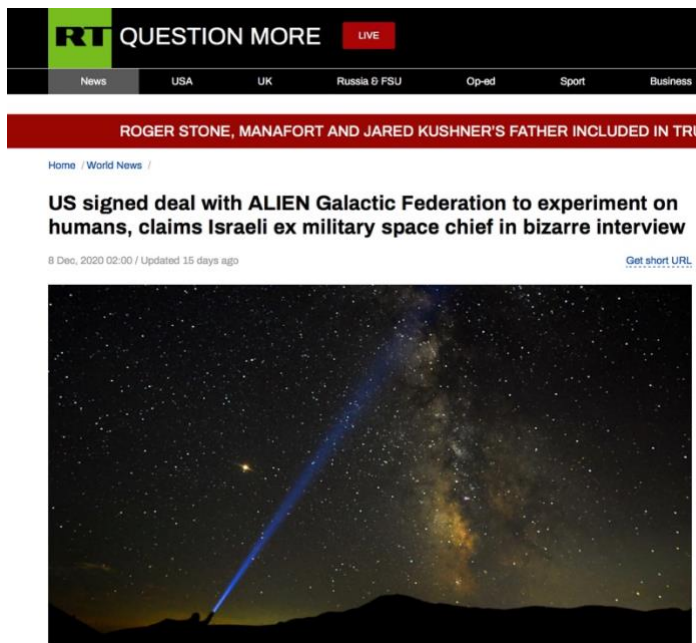 RT QUESTION MORE LIVE
News USA UK Russia & FSU Op-ed Sport Business
ROGER STONE, MANAFORT AND JARED KUSHNER'S FATHER INCLUDED IN
Home / World News /
US signed deal with ALIEN Galactic Federation to experiment on
humans, claims Israeli ex military space chief in bizarre interview
8 Dec, 2020 02:00 / Updated 15 days ago Get short URL